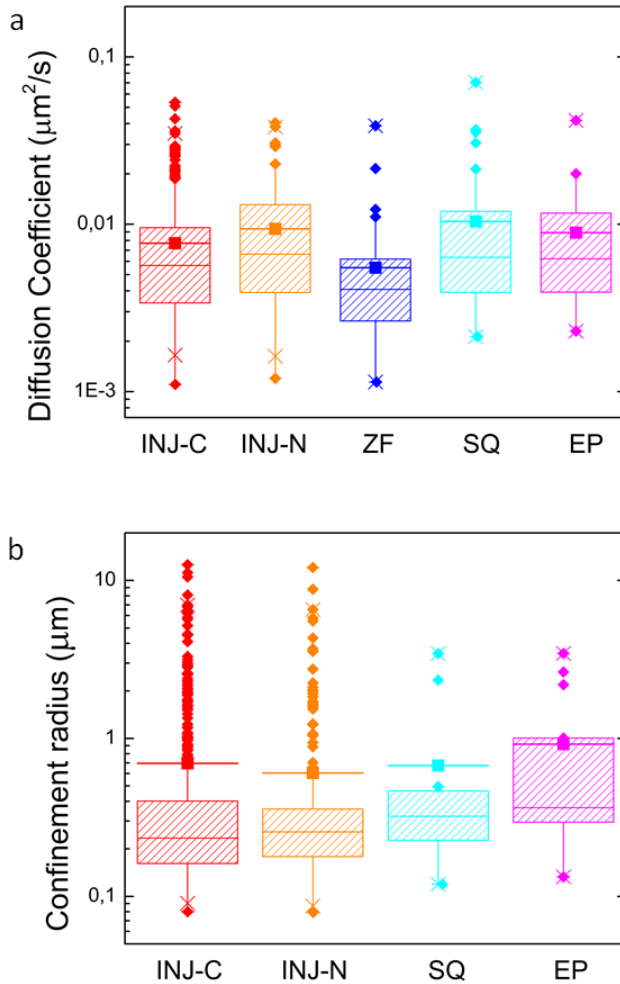 a
Diffusion Coefficient (μm²/s)
0,1
0,01
1E-3
INJ-C INJ-N ZF SQ EP
b
Confinement radius (μm)
10
1
0,1
INJ-C INJ-N SQ EP